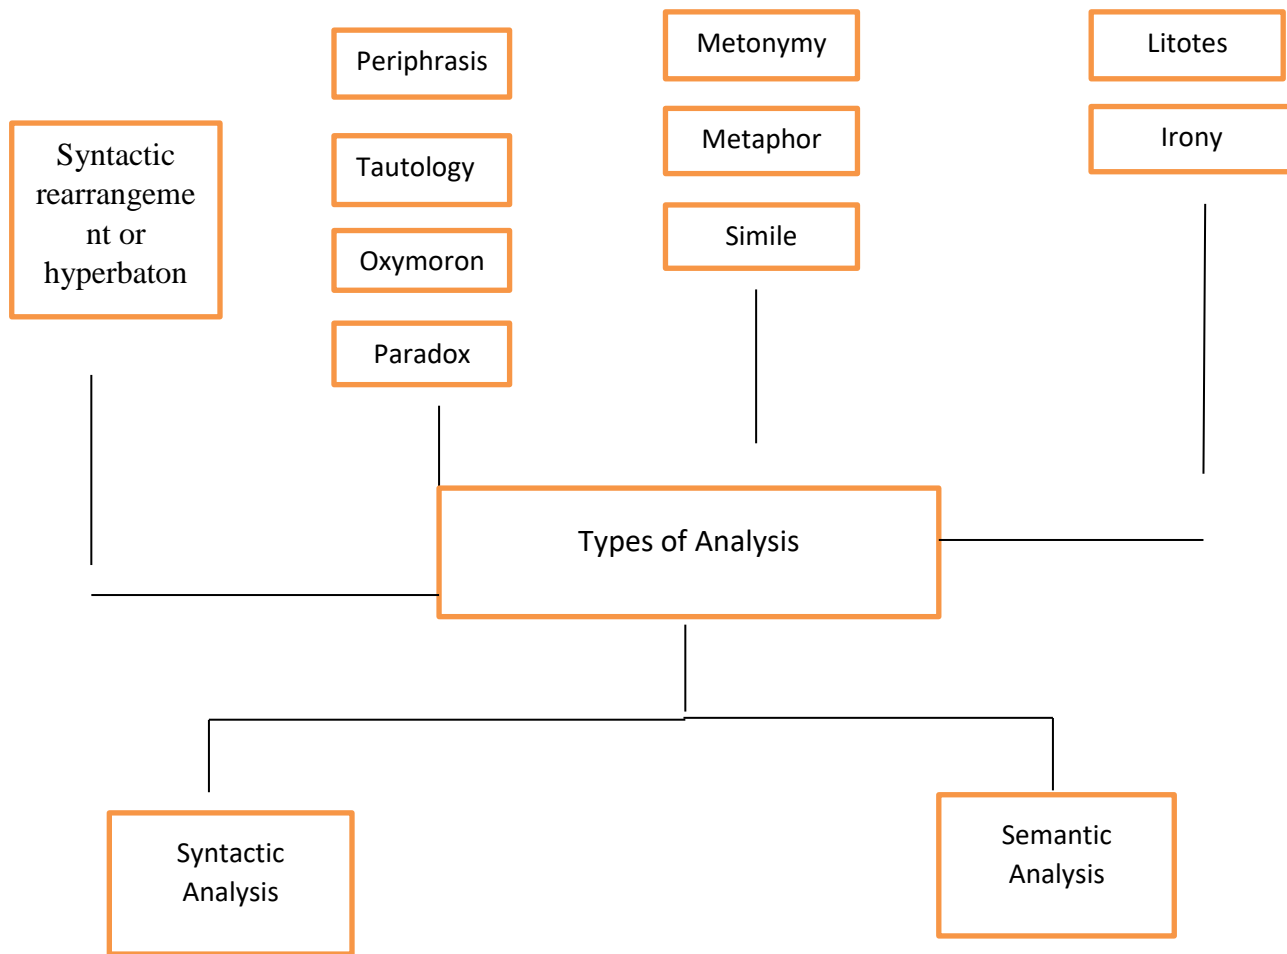 Syntactic
rearrangeme
nt or
hyperbaton
Periphrasis
Tautology
Oxymoron
Paradox
Metonymy
Metaphor
Simile
Litotes
Irony
Types of Analysis
Syntactic
Analysis
Semantic
Analysis